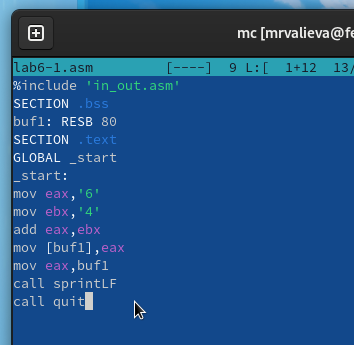 mc [mrvalieva@fe
lab6-1.asm [----] 9 L:[ 1+12 13/
%include 'in_out.asm'
SECTION .bss
buf1: RESB 80
SECTION .text
GLOBAL _start
_start:
mov eax,'6'
mov ebx,'4'
add eax,ebx
mov [buf1],eax
mov eax,buf1
call sprintLF
call quit